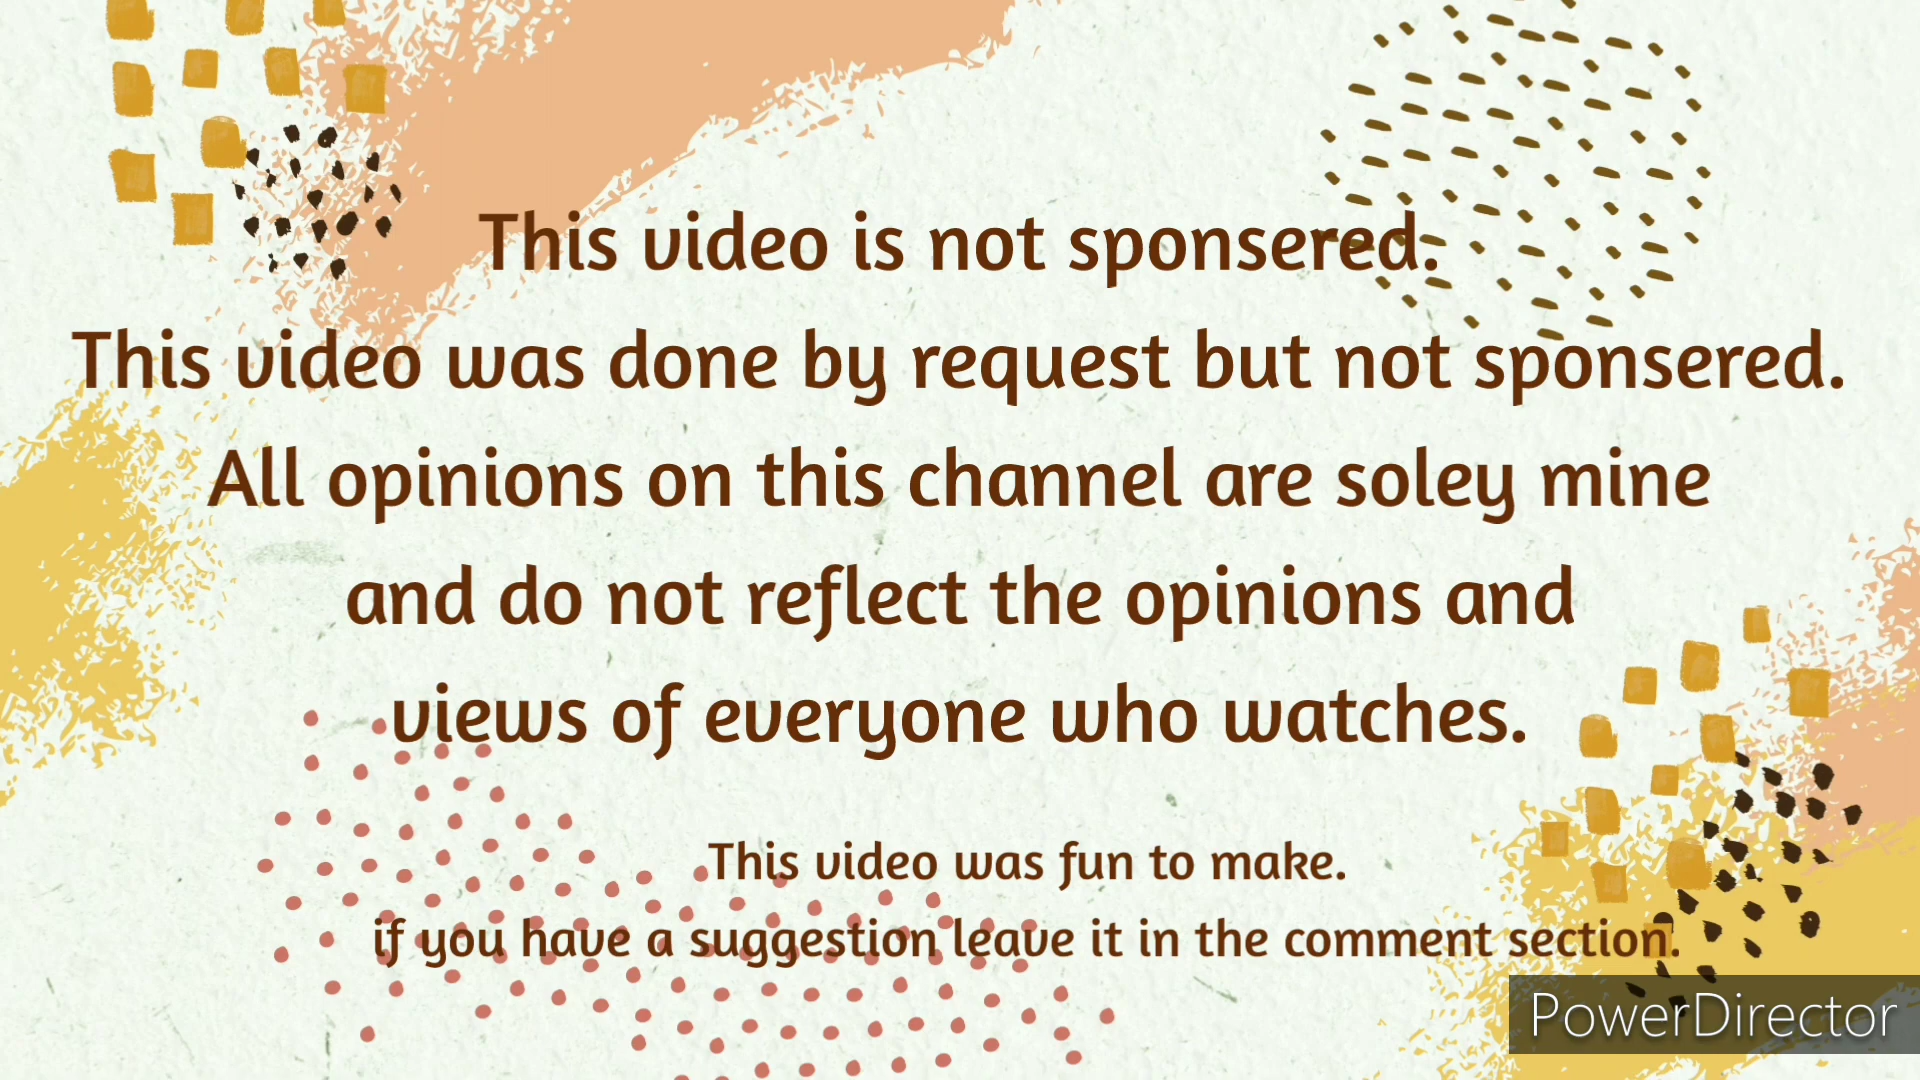 This video is not sponsered.
This video was done by request but not sponsered.
All opinions on this channel are soley mine
and do not reflect the opinions and
views of everyone who watches.
This video was fun to make.
if you have a suggestion leave it in the comment section.
PowerDirector